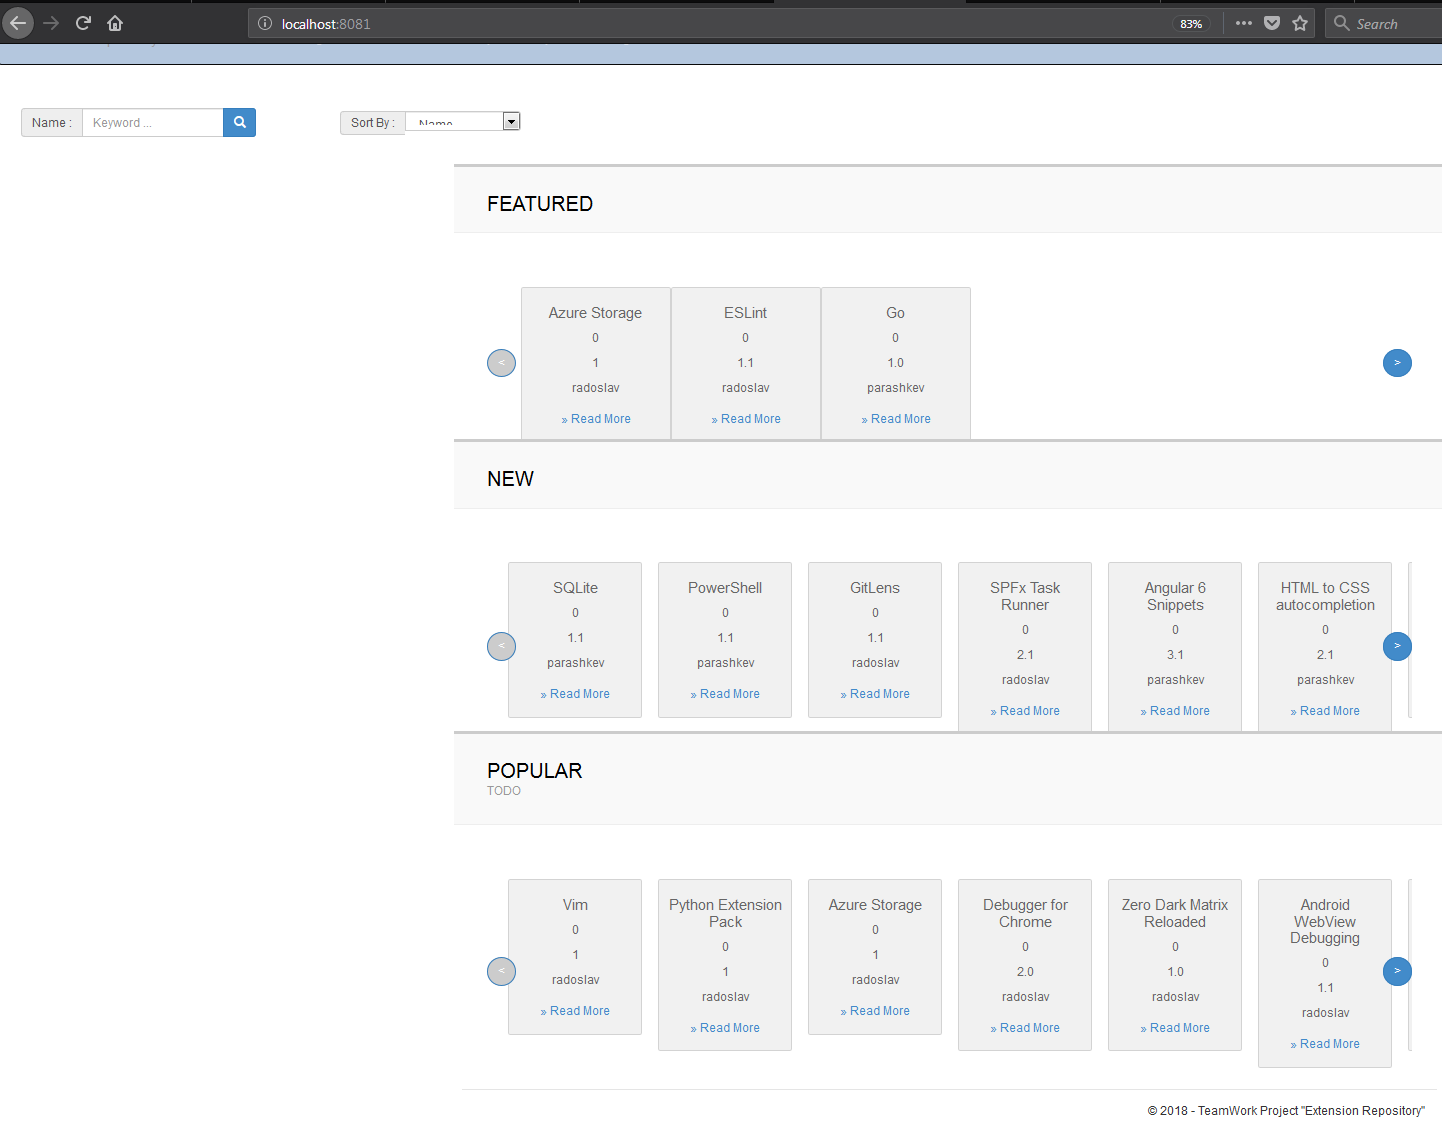 localhost:8081
83%
Search
Name :
Keyword ...
Sort By :
Name
FEATURED
Azure Storage
0
1
radoslav
» Read More
ESLint
0
1.1
radoslav
» Read More
Go
0
1.0
parashkev
» Read More
<
>
NEW
SQLite
0
1.1
parashkev
» Read More
PowerShell
0
1.1
parashkev
» Read More
GitLens
0
1.1
radoslav
» Read More
SPFx Task
Runner
0
2.1
radoslav
» Read More
Angular 6
Snippets
0
3.1
parashkev
» Read More
HTML to CSS
autocompletion
0
2.1
parashkev
» Read More
<
>
POPULAR
TODO
Vim
0
1
radoslav
» Read More
Python Extension
Pack
0
1
radoslav
» Read More
Azure Storage
0
1
radoslav
» Read More
Debugger for
Chrome
0
2.0
radoslav
» Read More
Zero Dark Matrix
Reloaded
0
1.0
radoslav
» Read More
Android
WebView
Debugging
0
1.1
radoslav
» Read More
<
>
© 2018 - TeamWork Project "Extension Repository"